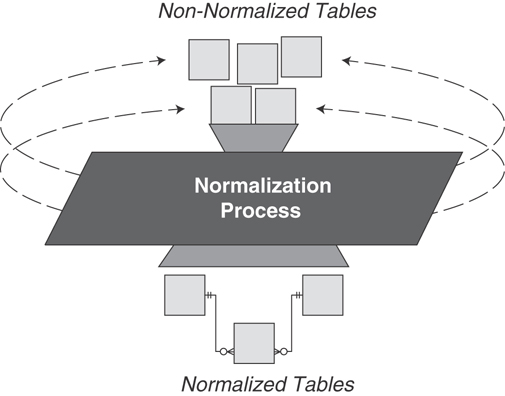 Non-Normalized Tables
Normalization
Process
Normalized Tables